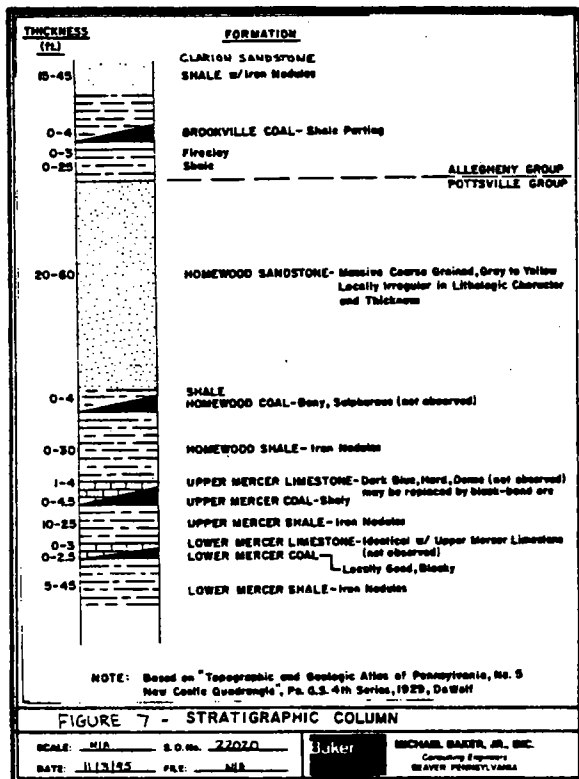 THICKNESS FORMATION
(ft.)
CLARION SANDSTONE
15-45 SHALE w/Iron Nodules
0-4 BROOKVILLE COAL- Shale Parting
0-3 Fireclay
0-25 Shale
ALLEGHENY GROUP
POTTSVILLE GROUP
20-60 HOMEWOOD SANDSTONE- Massive Coarse Grained, Gray to Yellow
Locally Irregular in Lithologic Character
and Thickness
SHALE
0-4 HOMEWOOD COAL-Bony, Sulphurous (not observed)
0-30 HOMEWOOD SHALE-Iron Nodules
1-4 UPPER MERCER LIMESTONE-Dark Blue, Hard, Dense (not observed)
may be replaced by black-band ore
0-4.5 UPPER MERCER COAL-Shaly
10-25 UPPER MERCER SHALE-Iron Nodules
0-3 LOWER MERCER LIMESTONE-Identical w/ Upper Mercer Limestone
(not observed)
0-2.5 LOWER MERCER COAL
Locally Good, Blocky
5-45 LOWER MERCER SHALE-Iron Nodules
NOTE: Based on "Topographic and Geologic Atlas of Pennsylvania, No. 5
New Castle Quadrangle", Pa. G.S. 4th Series, 1929, DeWolf
FIGURE 7 - STRATIGRAPHIC COLUMN
SCALE: N/A S.O. No. 22020
DATE: 11/3/95 FILE: N/A
Baker
MICHAEL BAKER, JR., INC.
Consulting Engineers
BEAVER PENNSYLVANIA